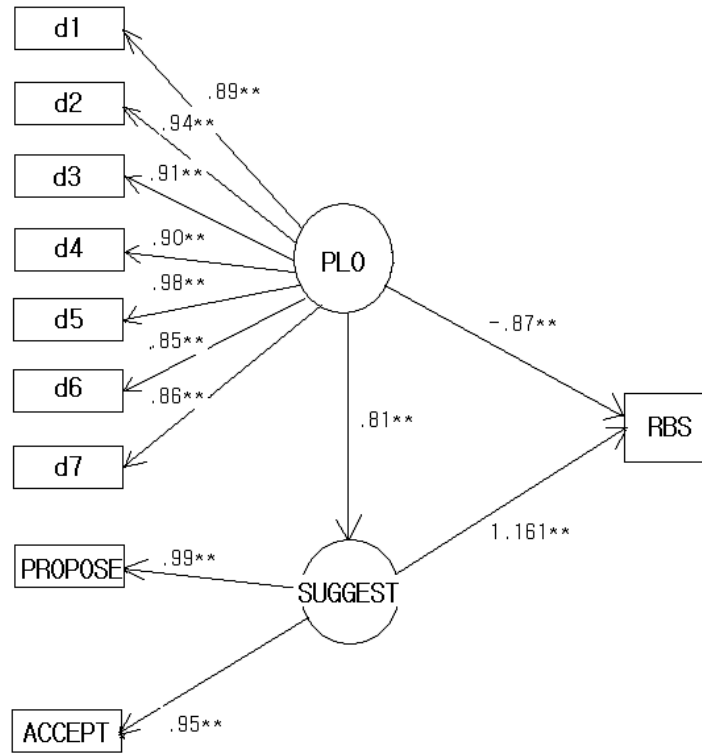 d1
.89**
d2
.94**
d3
.91**
d4
.90**
PLO
.98**
d5
-.87**
.85**
d6
.86**
.81**
RBS
d7
1.161**
PROPOSE
.99**
SUGGEST
ACCEPT
.95**